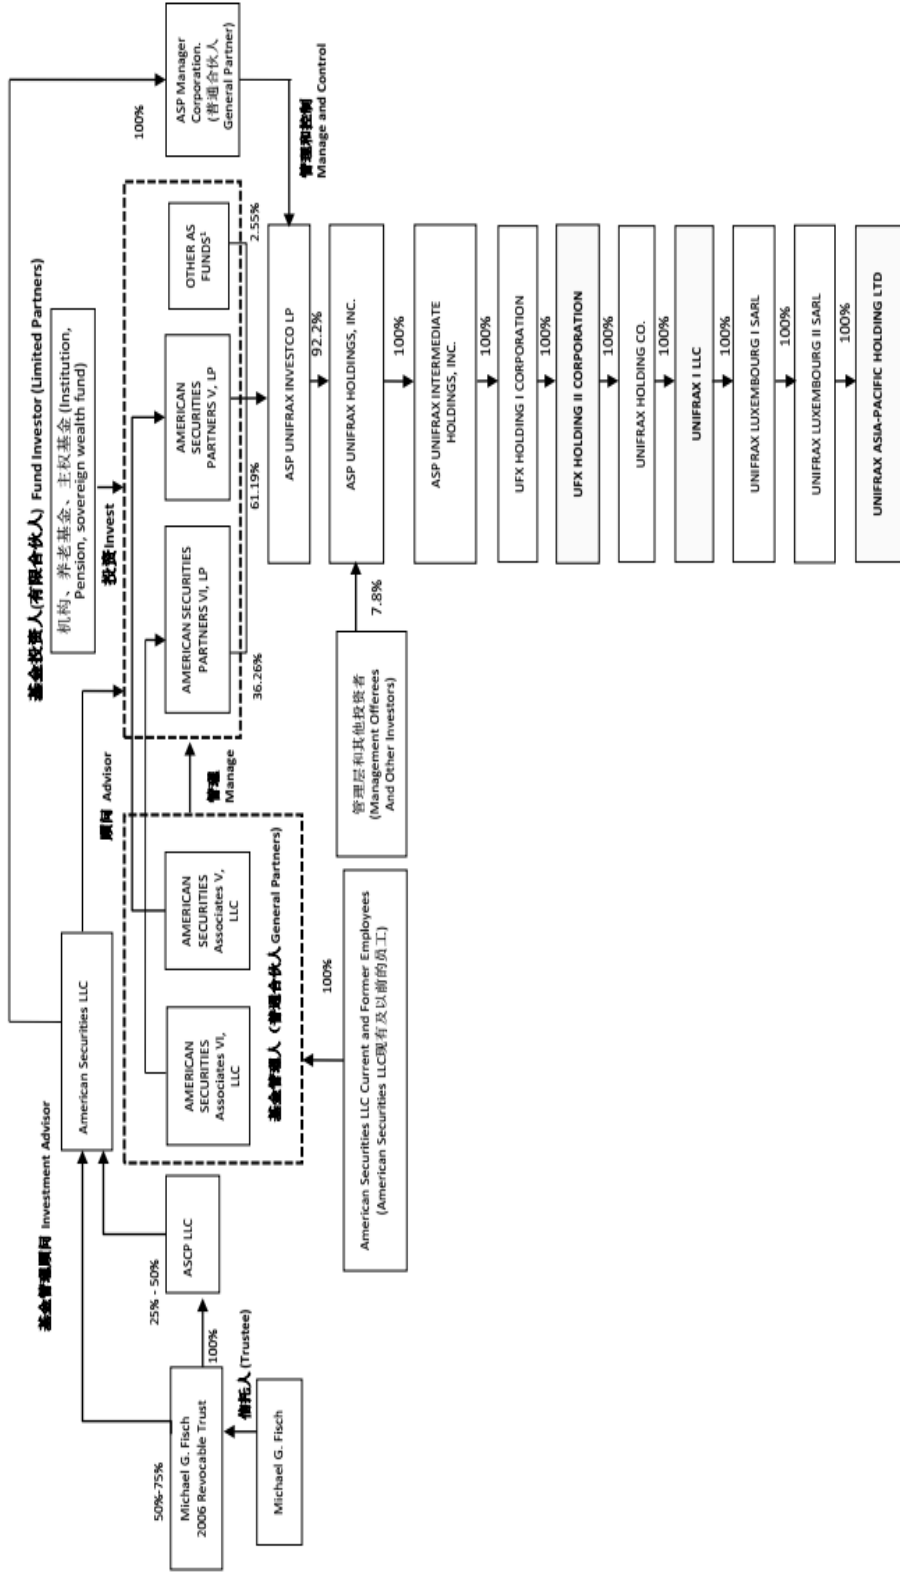 基金管理顾问 Investment Advisor
50%-75%
Michael G. Fisch
2006 Revocable Trust
100%
信托人 (Trustee)
Michael G. Fisch
25% - 50%
ASCP LLC
American Securities LLC
顾问 Advisor
100%
ASP Manager
Corporation.
(普通合伙人
General Partner)
管理和控制
Manage and Control
基金投资人(有限合伙人) Fund Investor (Limited Partners)
机构、养老基金、主权基金 (Institution,
Pension, sovereign wealth fund)
投资Invest
AMERICAN
SECURITIES
Associates VI,
LLC
AMERICAN
SECURITIES
Associates V,
LLC
基金管理人（普通合伙人 General Partners)
管理
Manage
100%
American Securities LLC Current and Former Employees
(American Securities LLC现有及以前的员工)
AMERICAN SECURITIES
PARTNERS VI, LP
AMERICAN
SECURITIES
PARTNERS V, LP
OTHER AS
FUNDS¹
36.26%
61.19%
2.55%
ASP UNIFRAX INVESTCO LP
92.2%
管理层和其他投资者
(Management Offerees
And Other Investors)
7.8%
ASP UNIFRAX HOLDINGS, INC.
100%
ASP UNIFRAX INTERMEDIATE
HOLDINGS, INC.
100%
UFX HOLDING I CORPORATION
100%
UFX HOLDING II CORPORATION
100%
UNIFRAX HOLDING CO.
100%
UNIFRAX I LLC
100%
UNIFRAX LUXEMBOURG I SARL
100%
UNIFRAX LUXEMBOURG II SARL
100%
UNIFRAX ASIA-PACIFIC HOLDING LTD